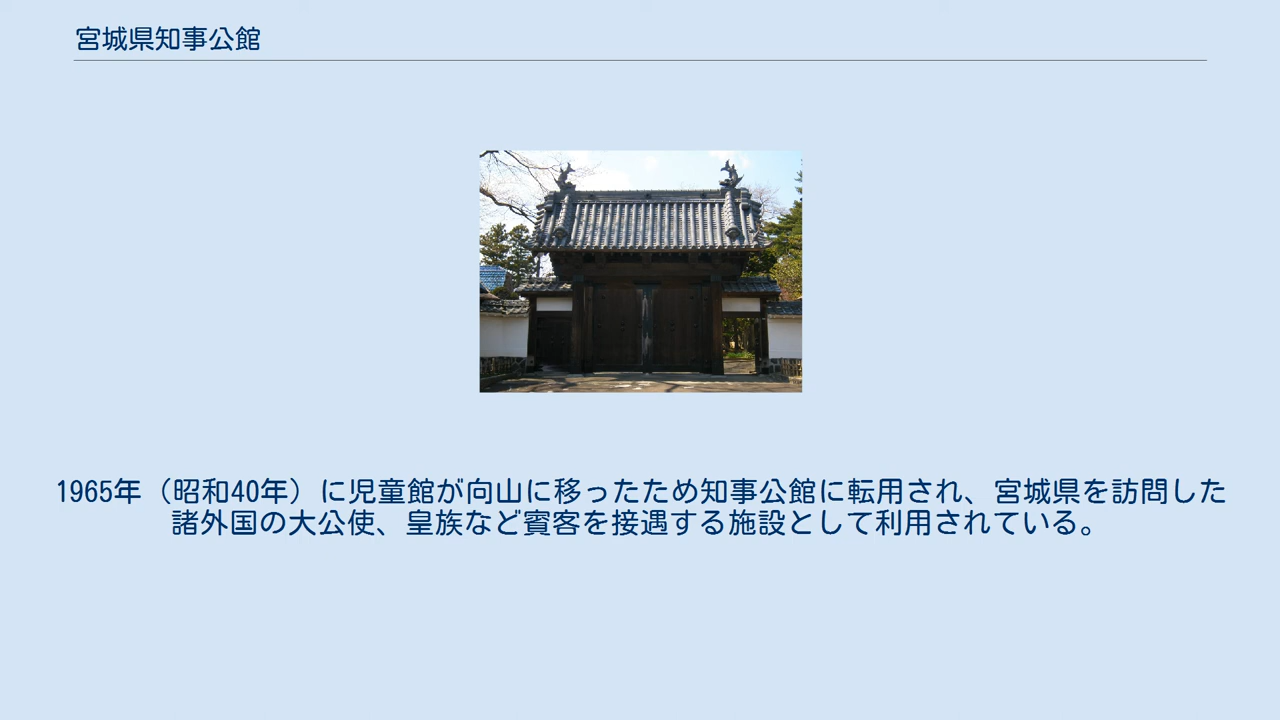 宮城県知事公館
1965年（昭和40年）に児童館が向山に移ったため知事公館に転用され、宮城県を訪問した
諸外国の大公使、皇族など賓客を接遇する施設として利用されている。